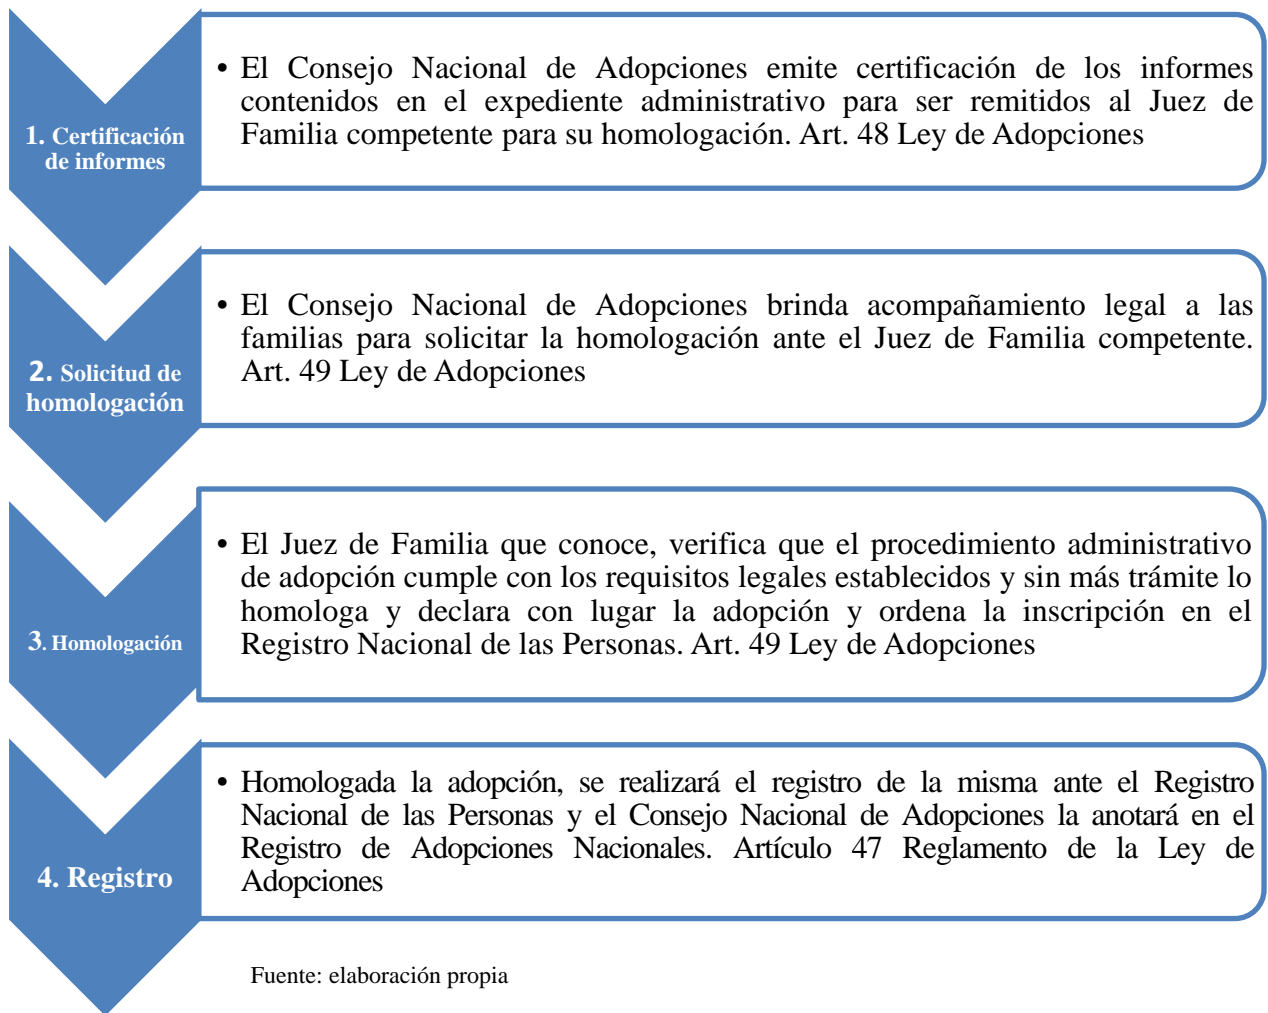 1. Certificación
de informes
• El Consejo Nacional de Adopciones emite certificación de los informes
contenidos en el expediente administrativo para ser remitidos al Juez de
Familia competente para su homologación. Art. 48 Ley de Adopciones
2. Solicitud de
homologación
• El Consejo Nacional de Adopciones brinda acompañamiento legal a las
familias para solicitar la homologación ante el Juez de Familia competente.
Art. 49 Ley de Adopciones
3. Homologación
• El Juez de Familia que conoce, verifica que el procedimiento administrativo
de adopción cumple con los requisitos legales establecidos y sin más trámite lo
homologa y declara con lugar la adopción y ordena la inscripción en el
Registro Nacional de las Personas. Art. 49 Ley de Adopciones
4. Registro
• Homologada la adopción, se realizará el registro de la misma ante el Registro
Nacional de las Personas y el Consejo Nacional de Adopciones la anotará en el
Registro de Adopciones Nacionales. Artículo 47 Reglamento de la Ley de
Adopciones
Fuente: elaboración propia